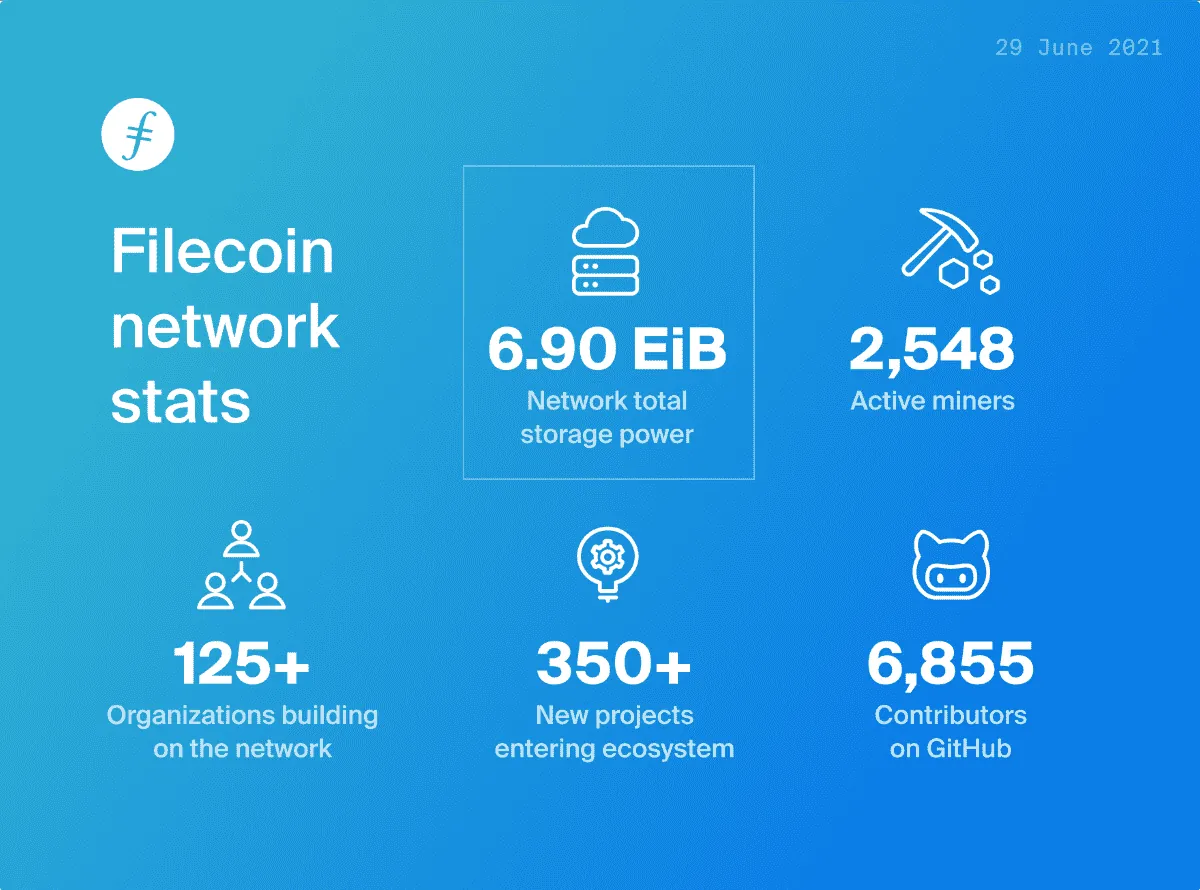 29 June 2021
Filecoin
network
stats
6.90 EiB
Network total
storage power
2,548
Active miners
125+
Organizations building
on the network
350+
New projects
entering ecosystem
6,855
Contributors
on GitHub